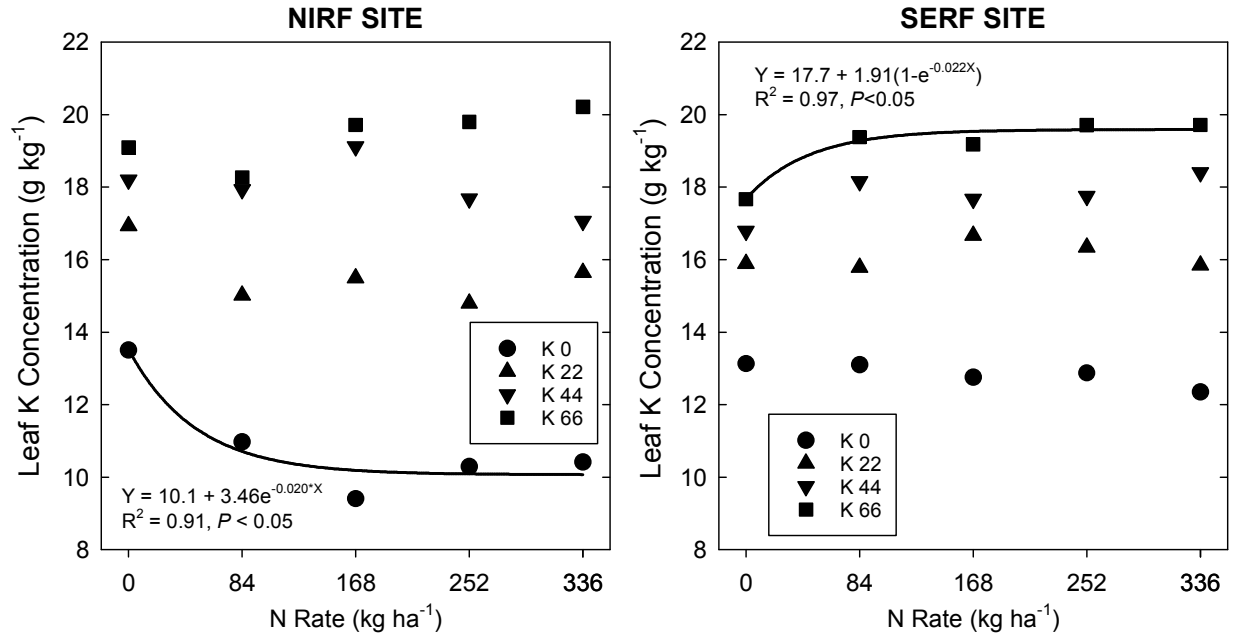 NIRF SITE
22
20
18
16
14
12
10
8
Leaf K Concentration (g kg⁻¹)
K 0
K 22
K 44
K 66
Y = 10.1 + 3.46e⁻⁰·⁰²⁰*ˣ
R² = 0.91, P < 0.05
0 84 168 252 336
N Rate (kg ha⁻¹)
SERF SITE
Y = 17.7 + 1.91(1-e⁻⁰·⁰²²ˣ)
R² = 0.97, P<0.05
22
20
18
16
14
12
10
8
Leaf K Concentration (g kg⁻¹)
K 0
K 22
K 44
K 66
0 84 168 252 336
N Rate (kg ha⁻¹)